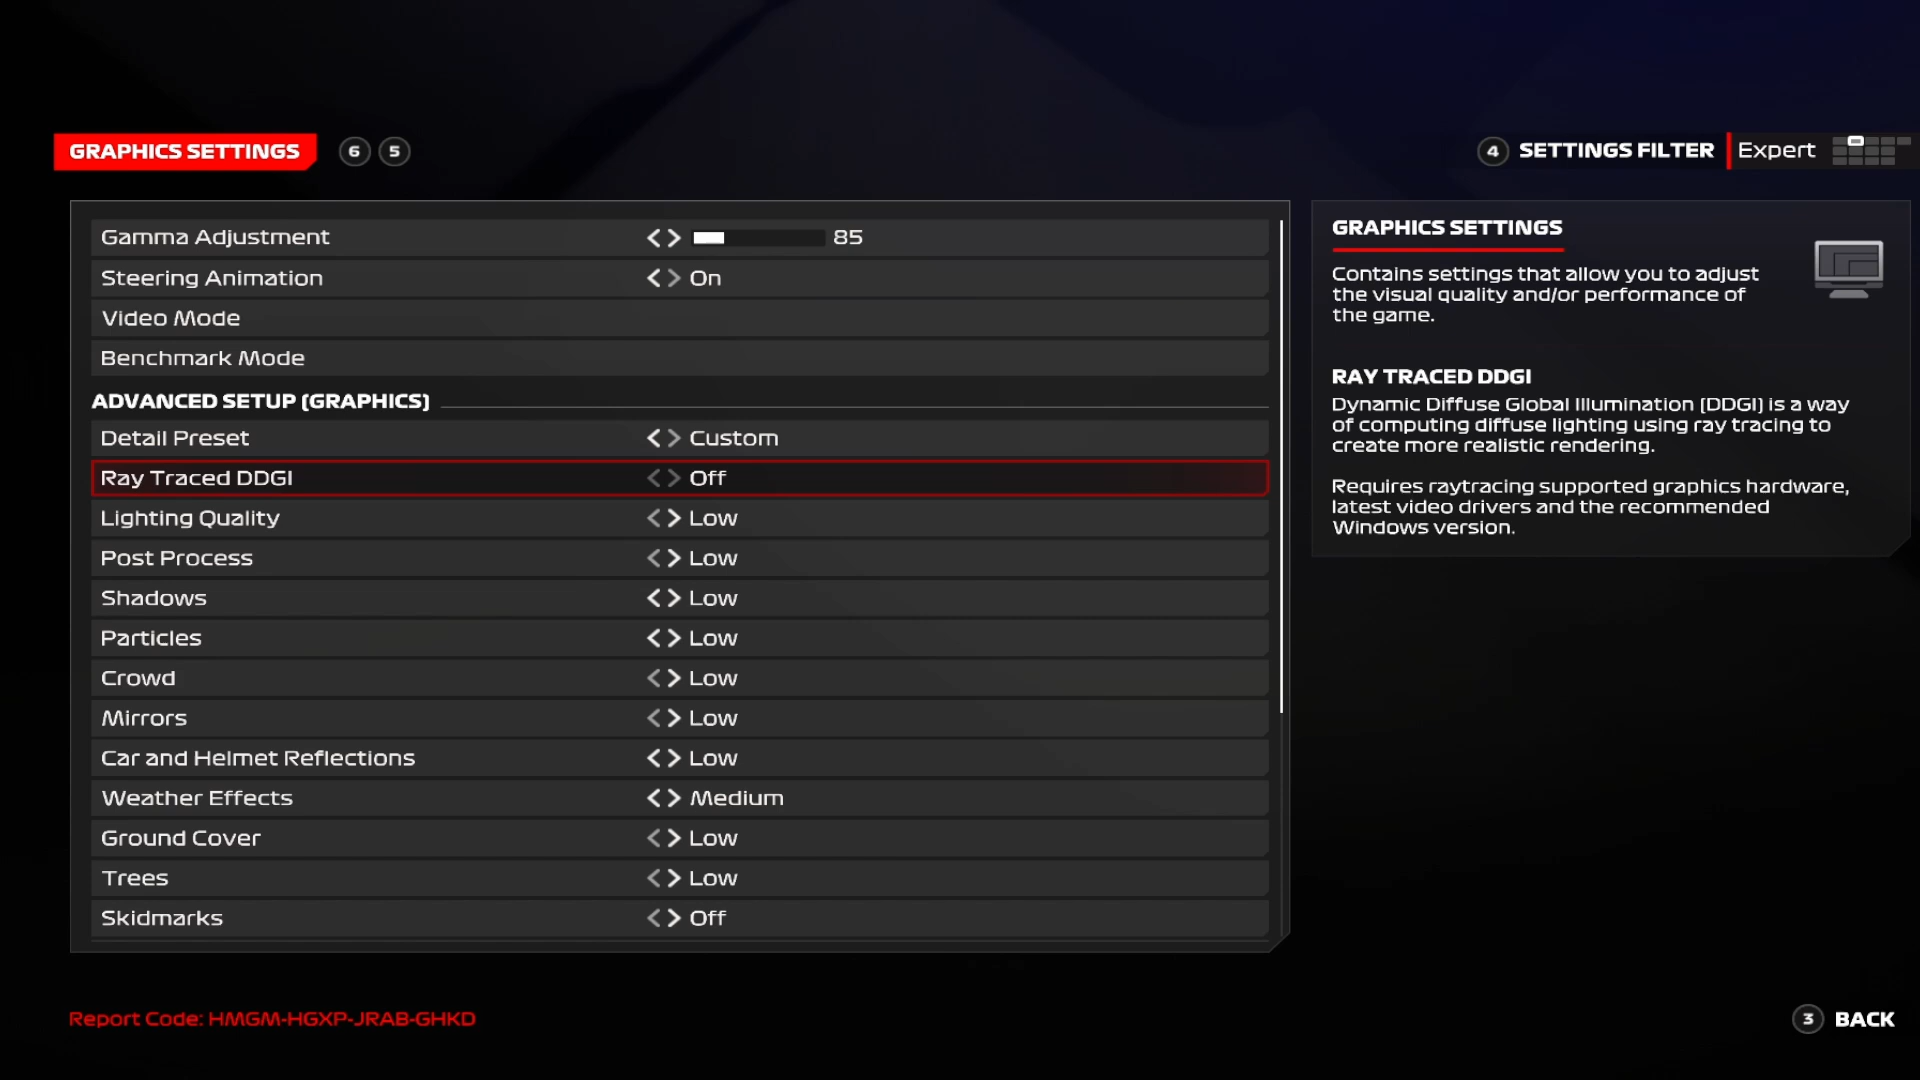 GRAPHICS SETTINGS 6 5
4 SETTINGS FILTER Expert
Gamma Adjustment 85
Steering Animation On
Video Mode
Benchmark Mode
ADVANCED SETUP (GRAPHICS)
Detail Preset Custom
Ray Traced DDGI Off
Lighting Quality Low
Post Process Low
Shadows Low
Particles Low
Crowd Low
Mirrors Low
Car and Helmet Reflections Low
Weather Effects Medium
Ground Cover Low
Trees Low
Skidmarks Off
GRAPHICS SETTINGS
Contains settings that allow you to adjust
the visual quality and/or performance of
the game.
RAY TRACED DDGI
Dynamic Diffuse Global Illumination (DDGI) is a way
of computing diffuse lighting using ray tracing to
create more realistic rendering.
Requires raytracing supported graphics hardware,
latest video drivers and the recommended
Windows version.
Report Code: HMGM-HGXP-JRAB-GHKD
3 BACK